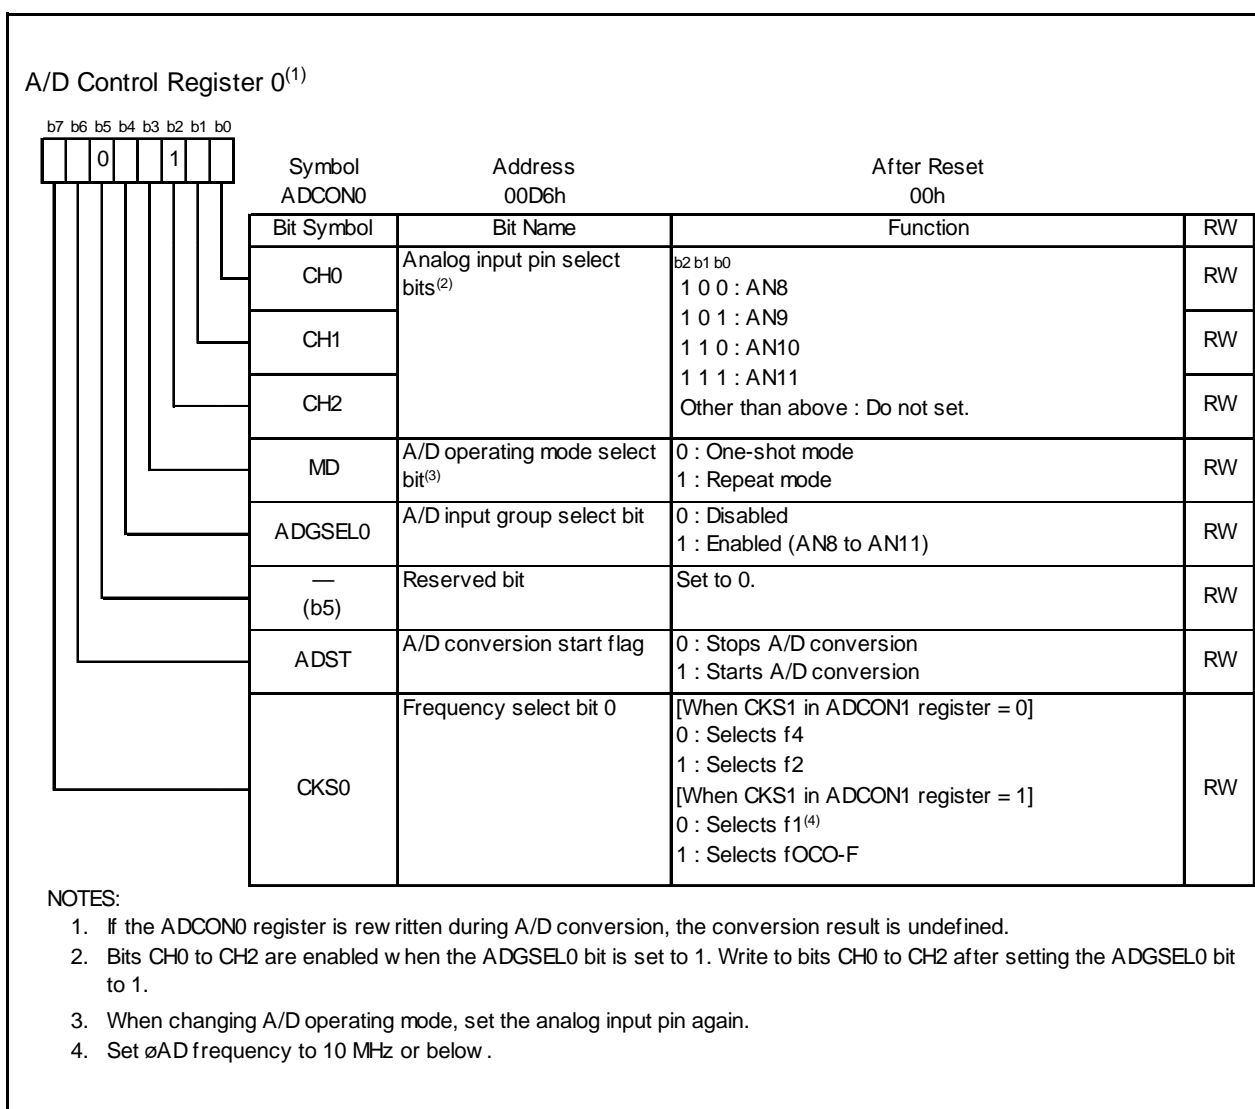 A/D Control Register 0(1)
b7 b6 b5 b4 b3 b2 b1 b0
0 1
Symbol Address After Reset
ADCON0 00D6h 00h
Bit Symbol Bit Name Function RW
CH0 Analog input pin select bits(2) b2 b1 b0 RW
1 0 0 : AN8
1 0 1 : AN9
CH1 1 1 0 : AN10 RW
1 1 1 : AN11
CH2 Other than above : Do not set. RW
MD A/D operating mode select bit(3) 0 : One-shot mode RW
1 : Repeat mode
ADGSEL0 A/D input group select bit 0 : Disabled RW
1 : Enabled (AN8 to AN11)
— (b5) Reserved bit Set to 0. RW
ADST A/D conversion start flag 0 : Stops A/D conversion RW
1 : Starts A/D conversion
CKS0 Frequency select bit 0 [When CKS1 in ADCON1 register = 0] RW
0 : Selects f4
1 : Selects f2
[When CKS1 in ADCON1 register = 1]
0 : Selects f1(4)
1 : Selects fOCO-F
NOTES:
1. If the ADCON0 register is rewritten during A/D conversion, the conversion result is undefined.
2. Bits CH0 to CH2 are enabled when the ADGSEL0 bit is set to 1. Write to bits CH0 to CH2 after setting the ADGSEL0 bit
to 1.
3. When changing A/D operating mode, set the analog input pin again.
4. Set øAD frequency to 10 MHz or below.